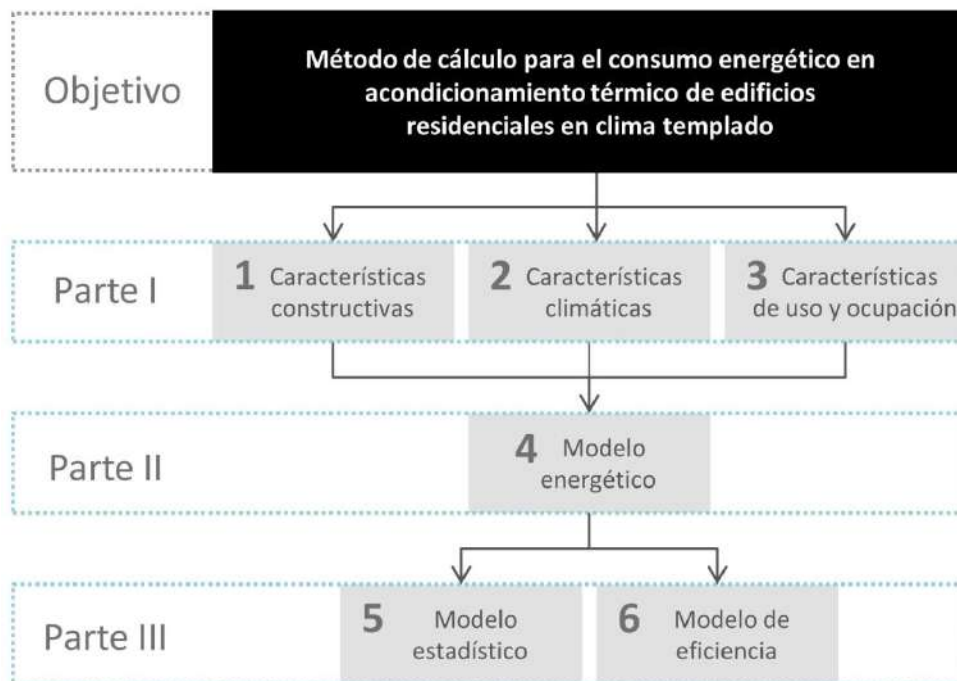 Objetivo
Método de cálculo para el consumo energético en
acondicionamiento térmico de edificios
residenciales en clima templado
Parte I
1 Carácterísticas
constructivas
2 Características
climáticas
3 Características
de uso y ocupación
Parte II
4 Modelo
energético
Parte III
5 Modelo
estadístico
6 Modelo de
eficiencia